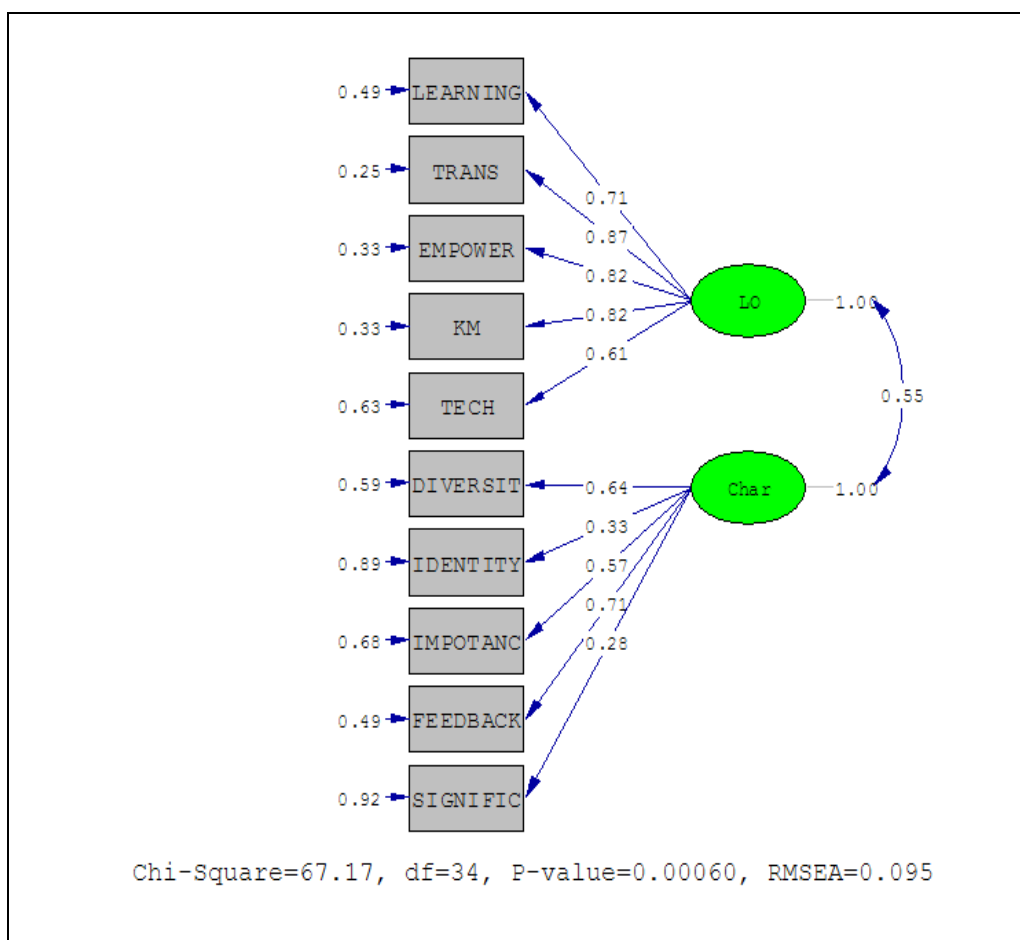 0.49 LEARNING
0.71
0.25 TRANS
0.87
0.33 EMPOWER
0.82
LO 1.00
0.33 KM
0.82
0.61
0.55
0.63 TECH
0.59 DIVERSIT
0.64
Char 1.00
0.33
0.89 IDENTITY
0.57
0.71
0.68 IMPOTANC
0.28
0.49 FEEDBACK
0.92 SIGNIFIC
Chi-Square=67.17, df=34, P-value=0.00060, RMSEA=0.095